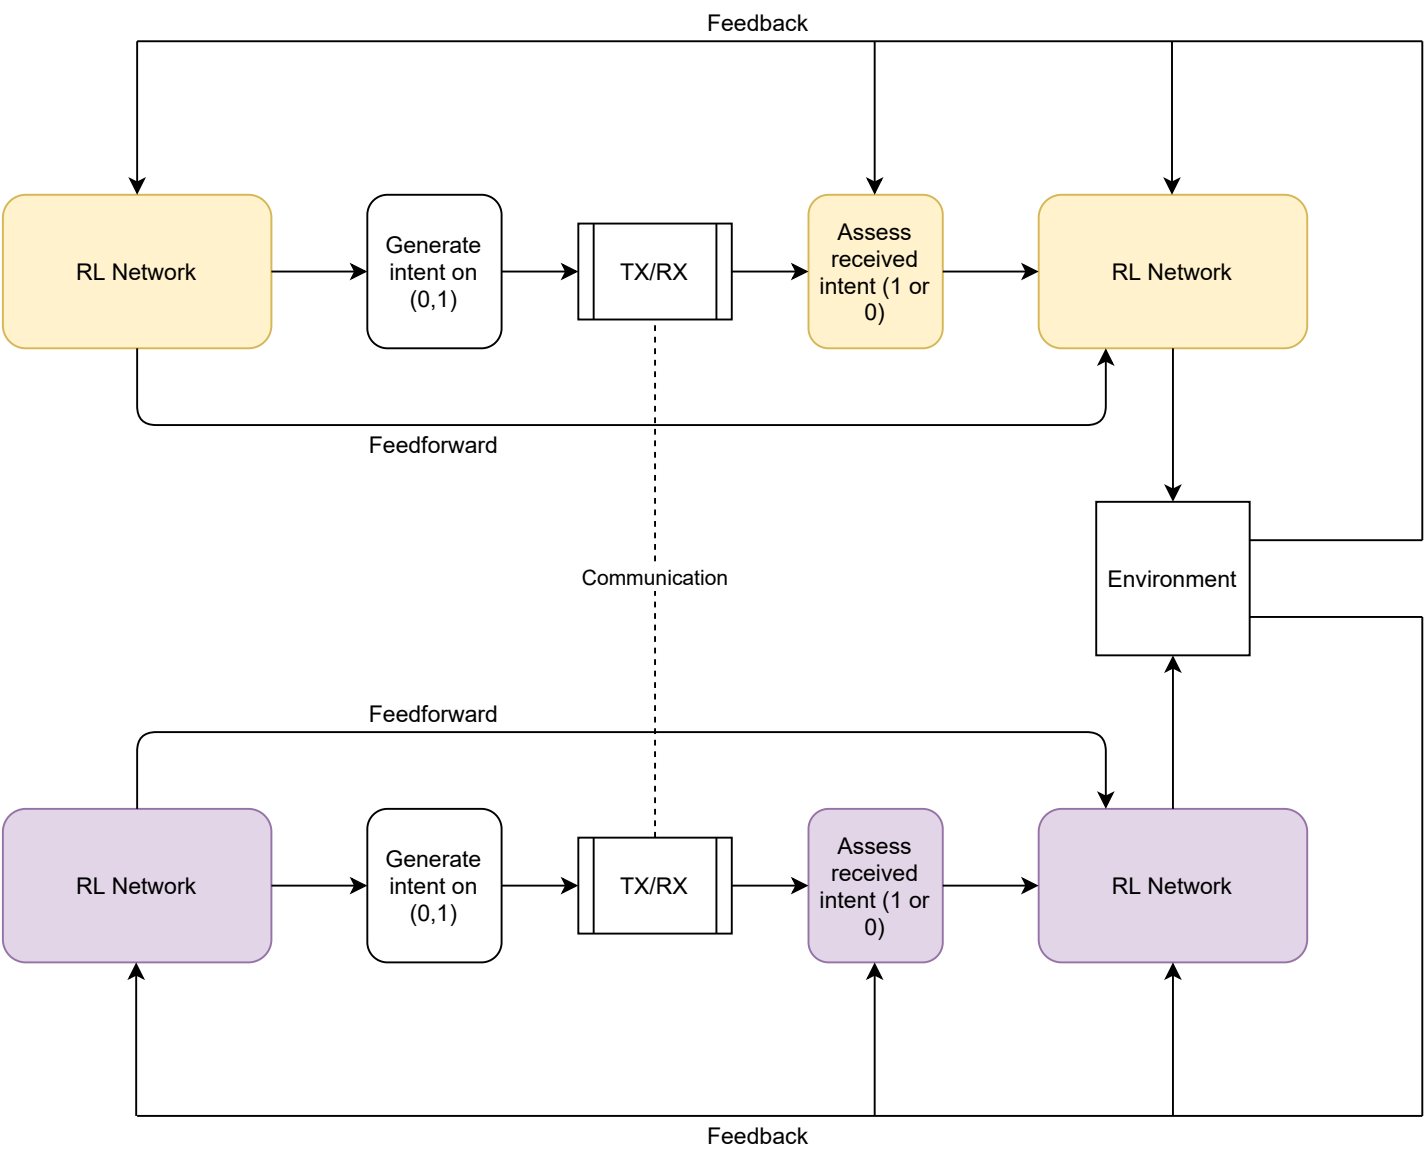 Feedback
RL Network
Generate
intent on
(0,1)
TX/RX
Assess
received
intent (1 or
0)
RL Network
Feedforward
Communication
Environment
Feedforward
RL Network
Generate
intent on
(0,1)
TX/RX
Assess
received
intent (1 or
0)
RL Network
Feedback